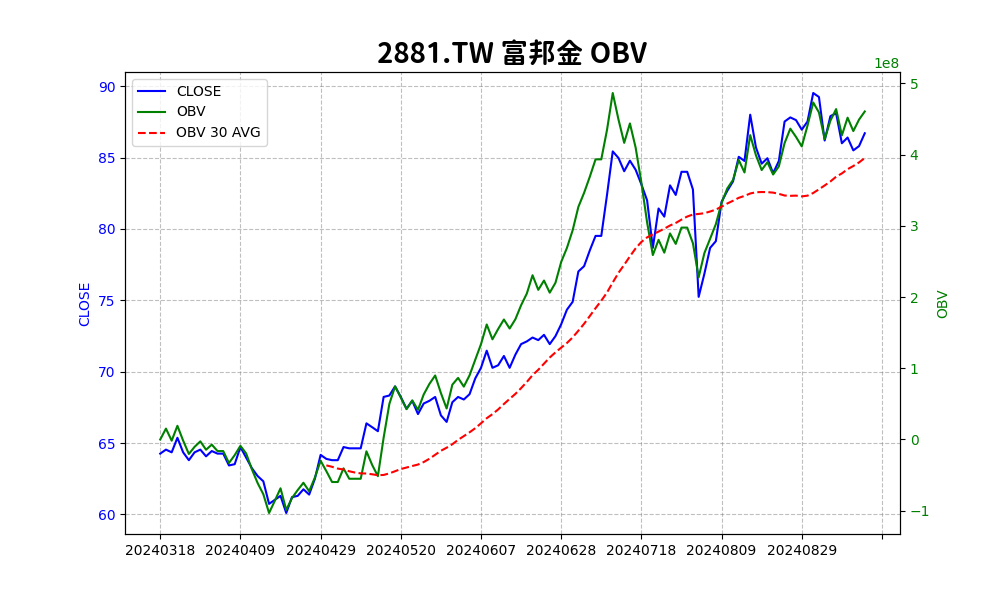 2881.TW 富邦金 OBV
1e8
CLOSE
OBV
OBV 30 AVG
90
85
80
75
70
65
60
CLOSE
5
4
3
2
1
0
−1
OBV
20240318 20240409 20240429 20240520 20240607 20240628 20240718 20240809 20240829